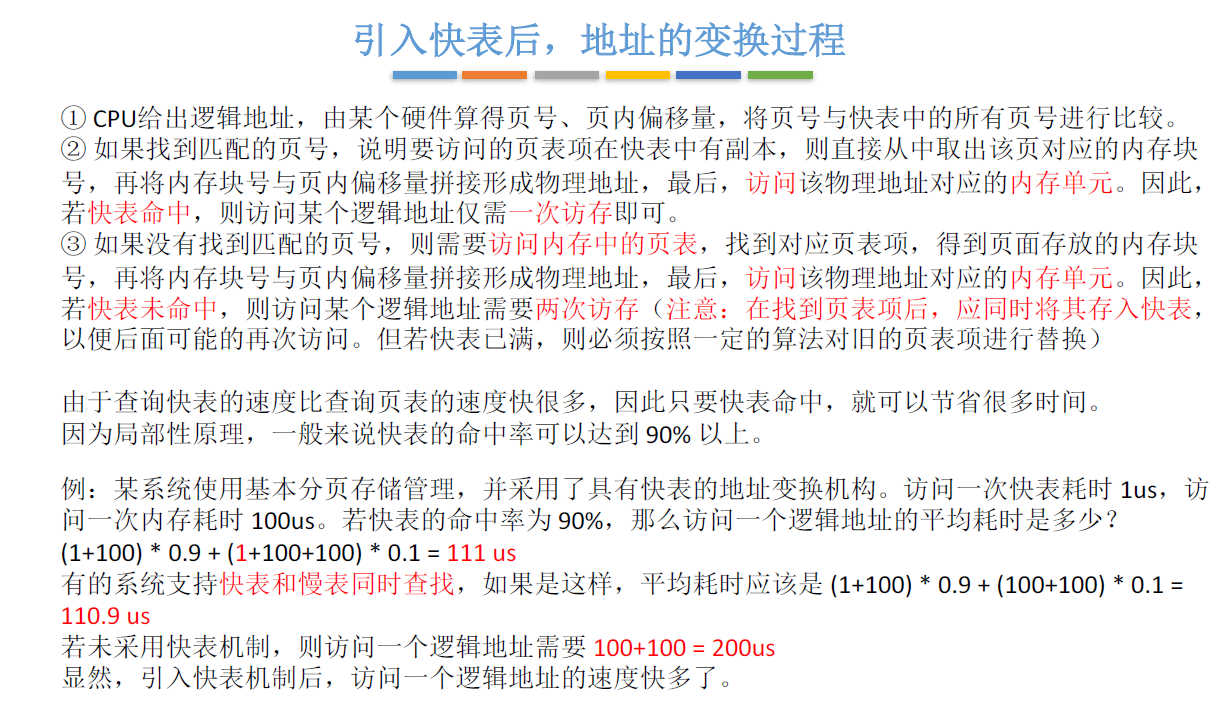 引入快表后，地址的变换过程
① CPU给出逻辑地址，由某个硬件算得页号、页内偏移量，将页号与快表中的所有页号进行比较。
② 如果找到匹配的页号，说明要访问的页表项在快表中有副本，则直接从中取出该页对应的内存块
号，再将内存块号与页内偏移量拼接形成物理地址，最后，访问该物理地址对应的内存单元。因此，
若快表命中，则访问某个逻辑地址仅需一次访存即可。
③ 如果没有找到匹配的页号，则需要访问内存中的页表，找到对应页表项，得到页面存放的内存块
号，再将内存块号与页内偏移量拼接形成物理地址，最后，访问该物理地址对应的内存单元。因此，
若快表未命中，则访问某个逻辑地址需要两次访存（注意：在找到页表项后，应同时将其存入快表，
以便后面可能的再次访问。但若快表已满，则必须按照一定的算法对旧的页表项进行替换）
由于查询快表的速度比查询页表的速度快很多，因此只要快表命中，就可以节省很多时间。
因为局部性原理，一般来说快表的命中率可以达到 90% 以上。
例：某系统使用基本分页存储管理，并采用了具有快表的地址变换机构。访问一次快表耗时 1us，访
问一次内存耗时 100us。若快表的命中率为 90%，那么访问一个逻辑地址的平均耗时是多少？
(1+100) * 0.9 + (1+100+100) * 0.1 = 111 us
有的系统支持快表和慢表同时查找，如果是这样，平均耗时应该是 (1+100) * 0.9 + (100+100) * 0.1 =
110.9 us
若未采用快表机制，则访问一个逻辑地址需要 100+100 = 200us
显然，引入快表机制后，访问一个逻辑地址的速度快多了。